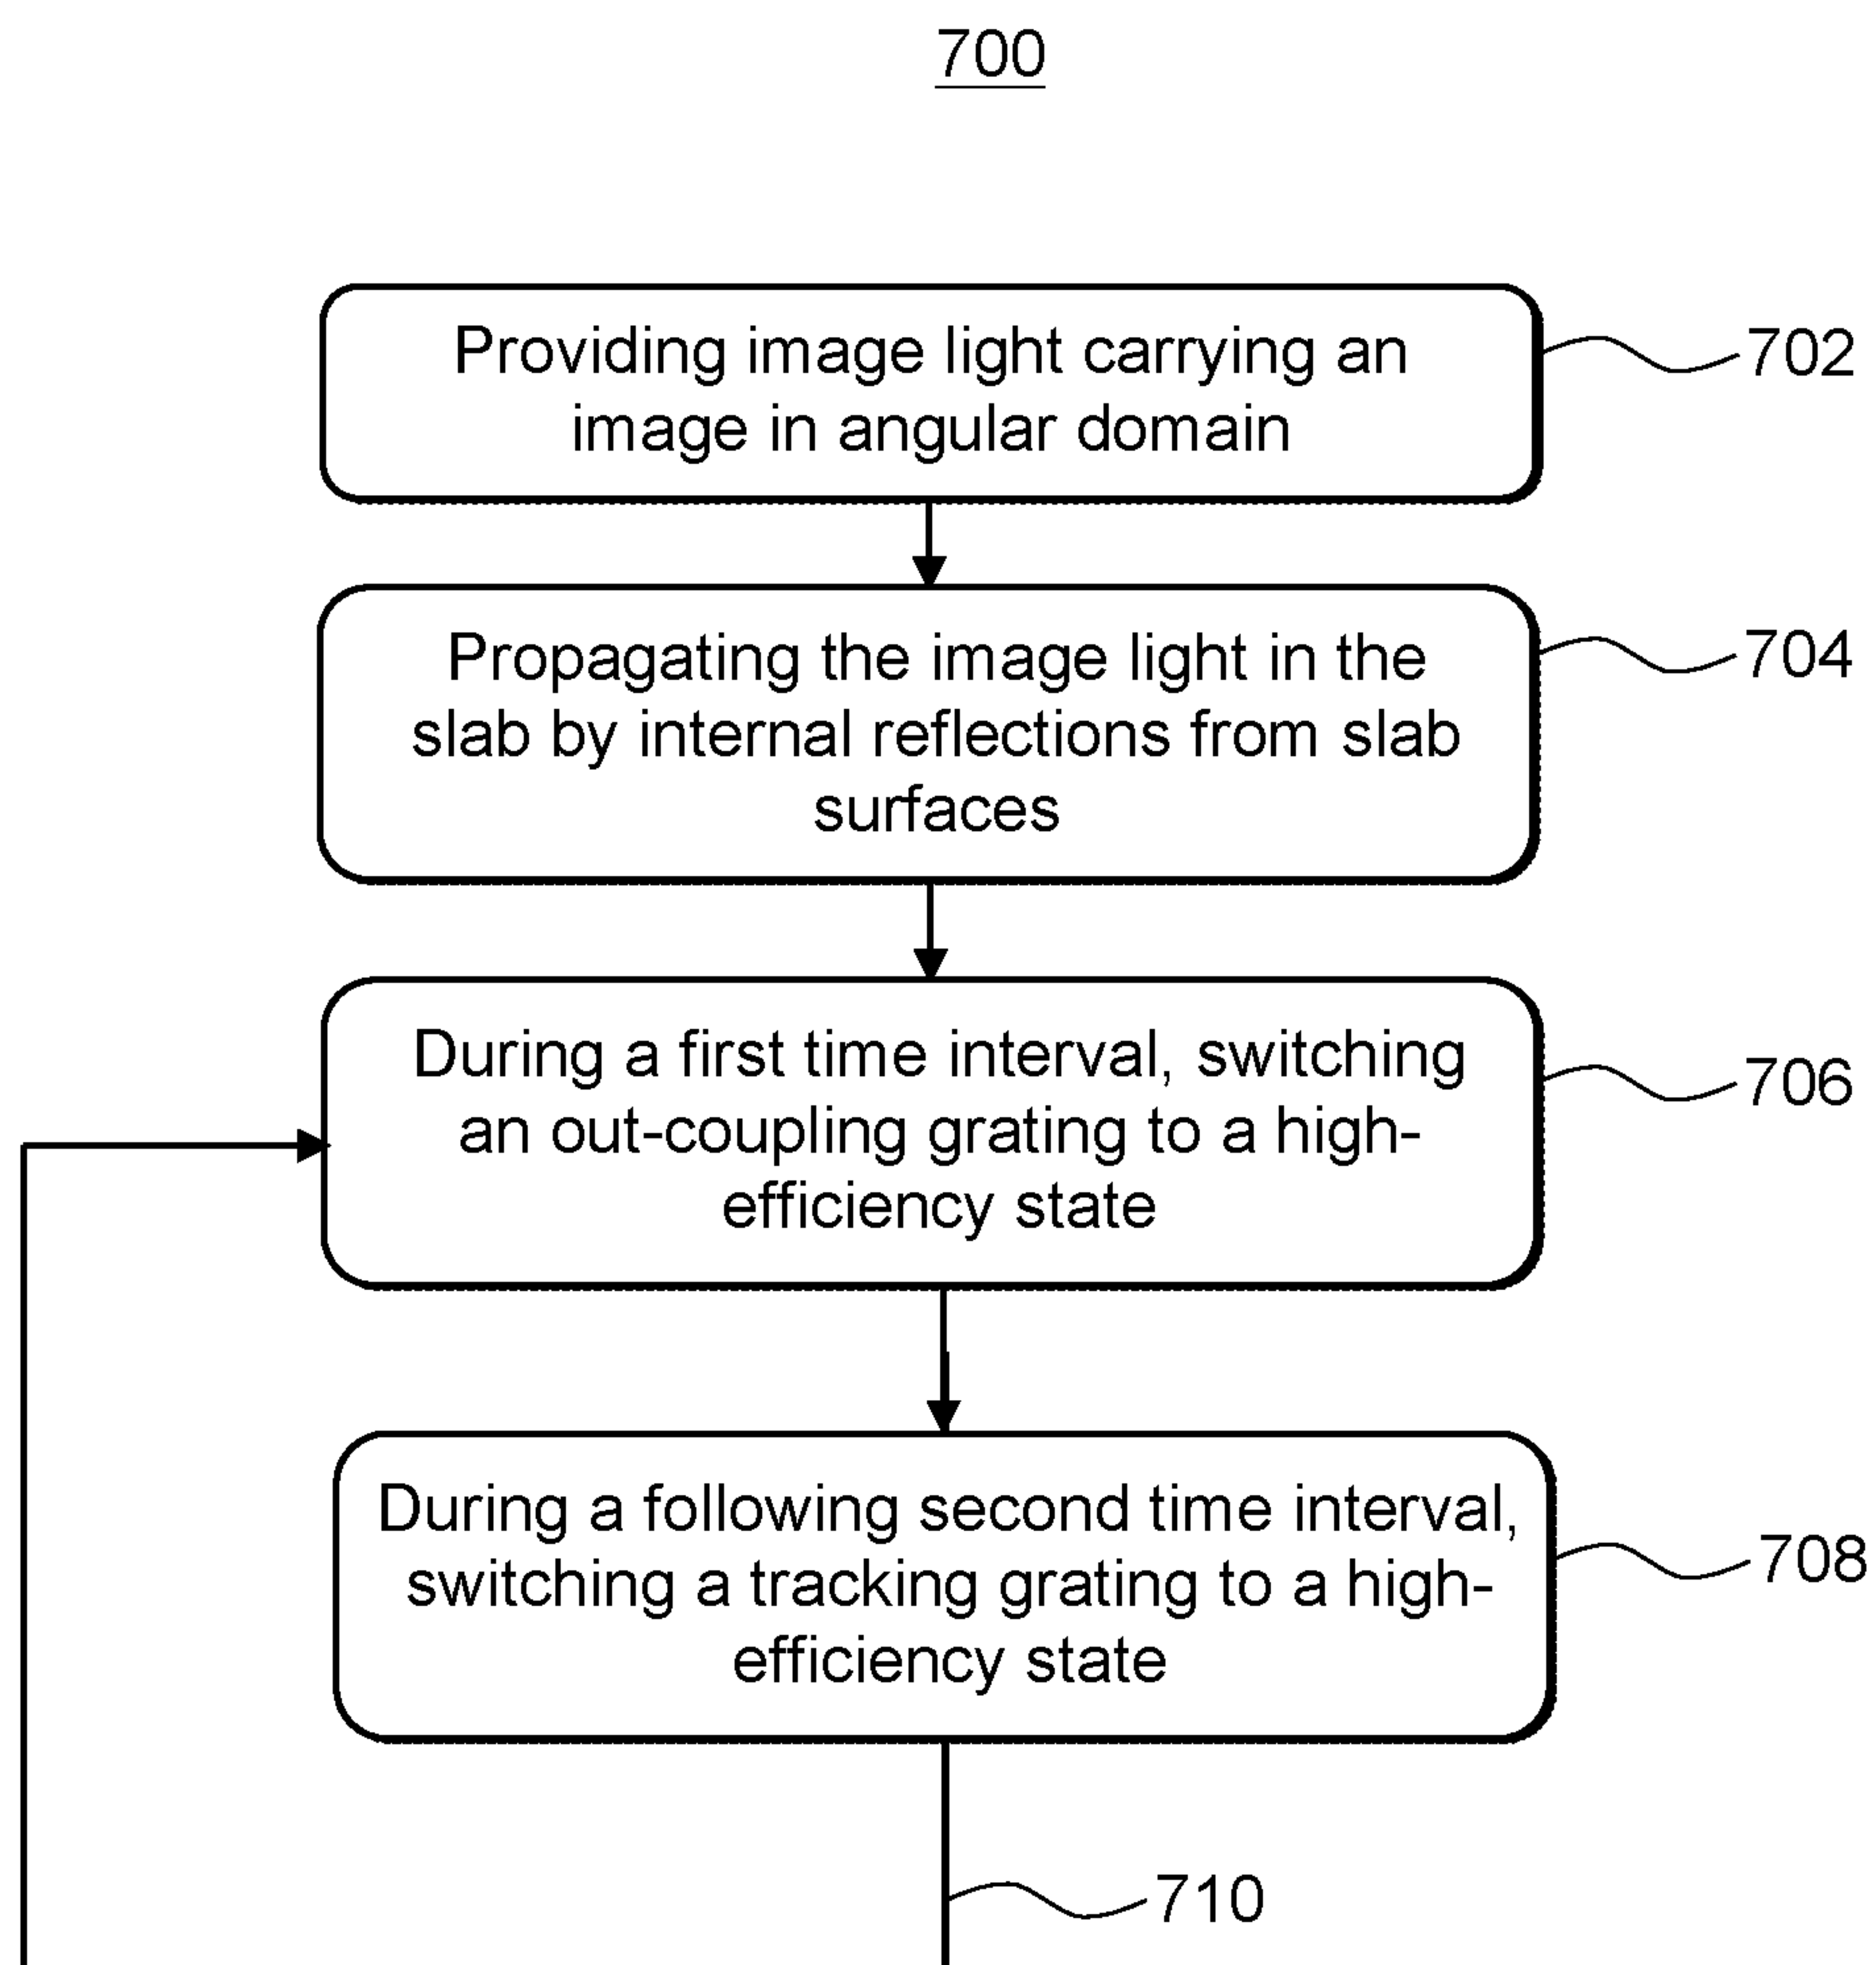 700
Providing image light carrying an
image in angular domain
702
Propagating the image light in the
slab by internal reflections from slab
surfaces
704
During a first time interval, switching
an out-coupling grating to a high-
efficiency state
706
During a following second time interval,
switching a tracking grating to a high-
efficiency state
708
710